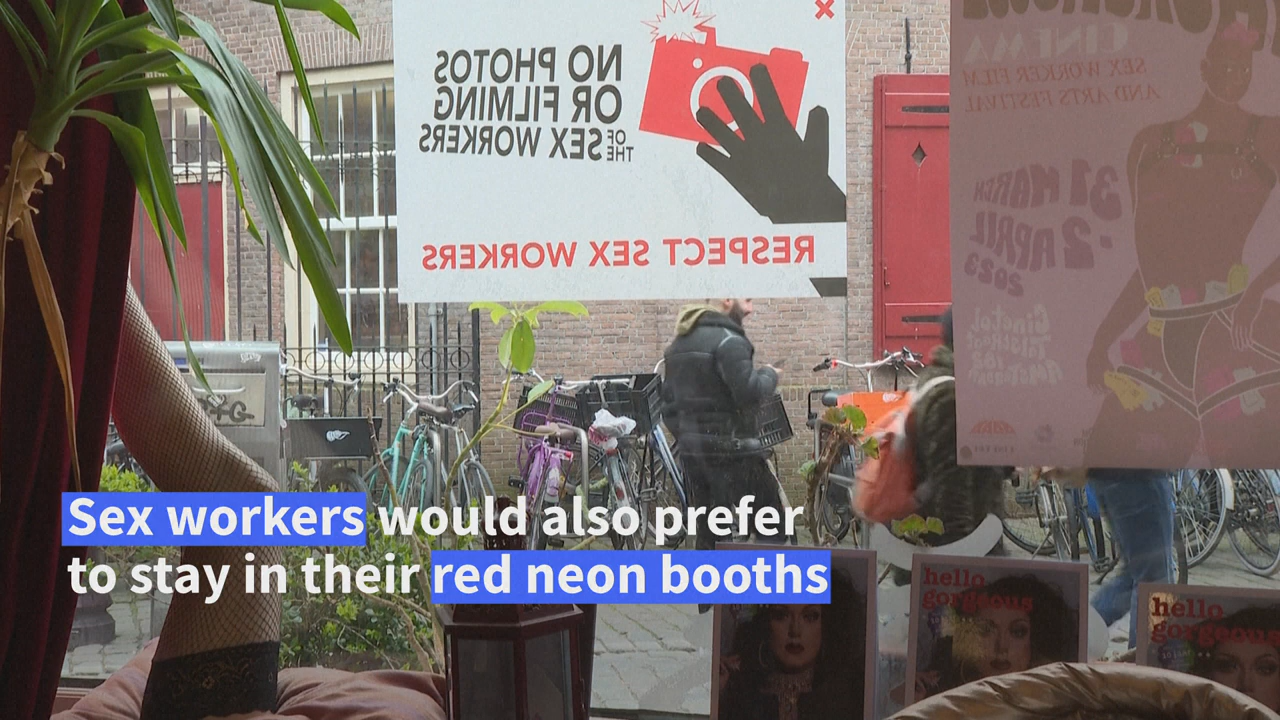 NO PHOTOS
OR FILMING
OF THE SEX WORKERS
RESPECT SEX WORKERS
CINEMA
SEX WORKER FILM
AND ARTS FESTIVAL
31 MARCH
- 2 APRIL
2023
Sex workers would also prefer
to stay in their red neon booths
hello
gorgeous
hello
gorgeous